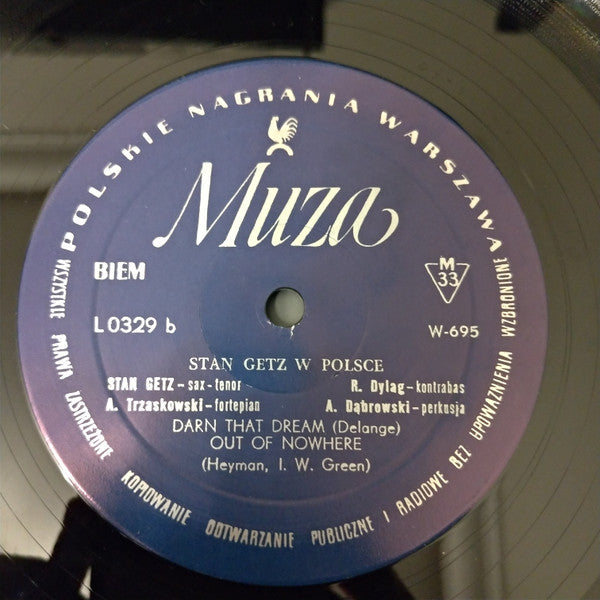 POLSKIE NAGRANIA WARSZAWA
Muza
BIEM
M
33
L 0329 b
W-695
STAN GETZ W POLSCE
STAN GETZ – sax - tenor
R. Dyląg – kontrabas
A. Trzaskowski – fortepian
A. Dąbrowski – perkusja
DARN THAT DREAM (Delange)
OUT OF NOWHERE
(Heyman, I. W. Green)
WSZYSTKIE PRAWA ZASTRZEŻONE KOPIOWANIE ODTWARZANIE PUBLICZNE I RADIOWE BEZ UPOWAŻNIENIA WZBRONIONE